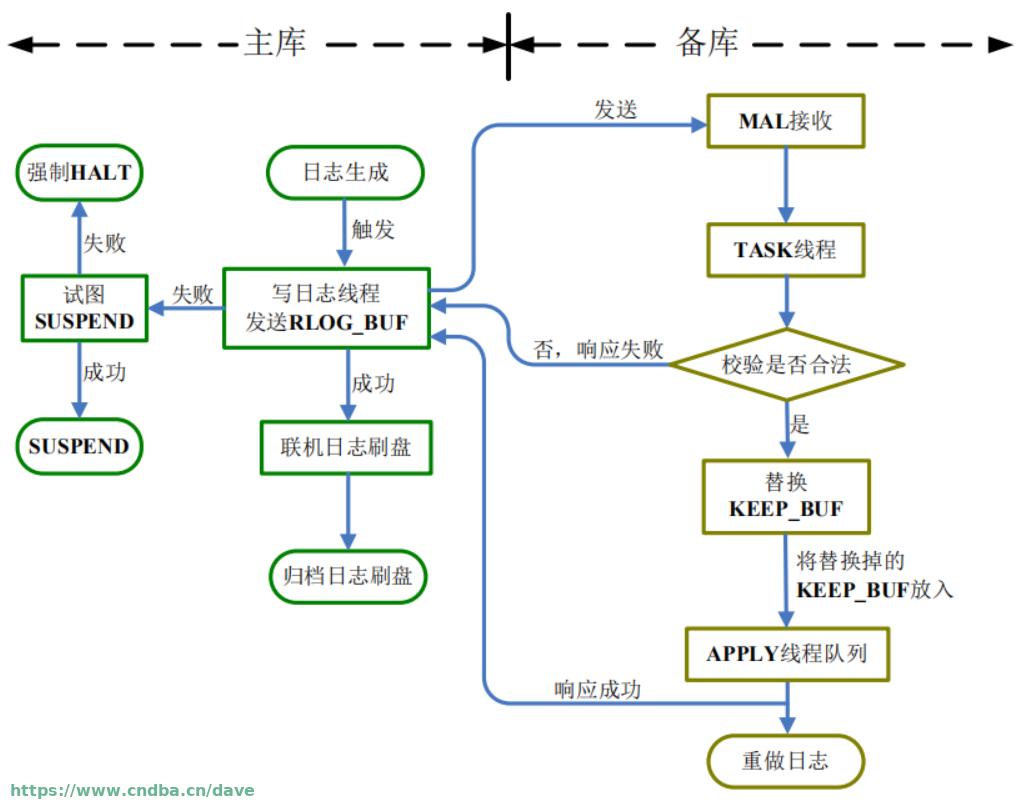 主库
备库
强制HALT
失败
试图
SUSPEND
成功
SUSPEND
失败
日志生成
触发
写日志线程
发送RLOG_BUF
成功
联机日志刷盘
归档日志刷盘
发送
MAL接收
TASK线程
校验是否合法
否，响应失败
是
替换
KEEP_BUF
将替换掉的
KEEP_BUF放入
APPLY线程队列
响应成功
重做日志
https://www.cndba.cn/dave